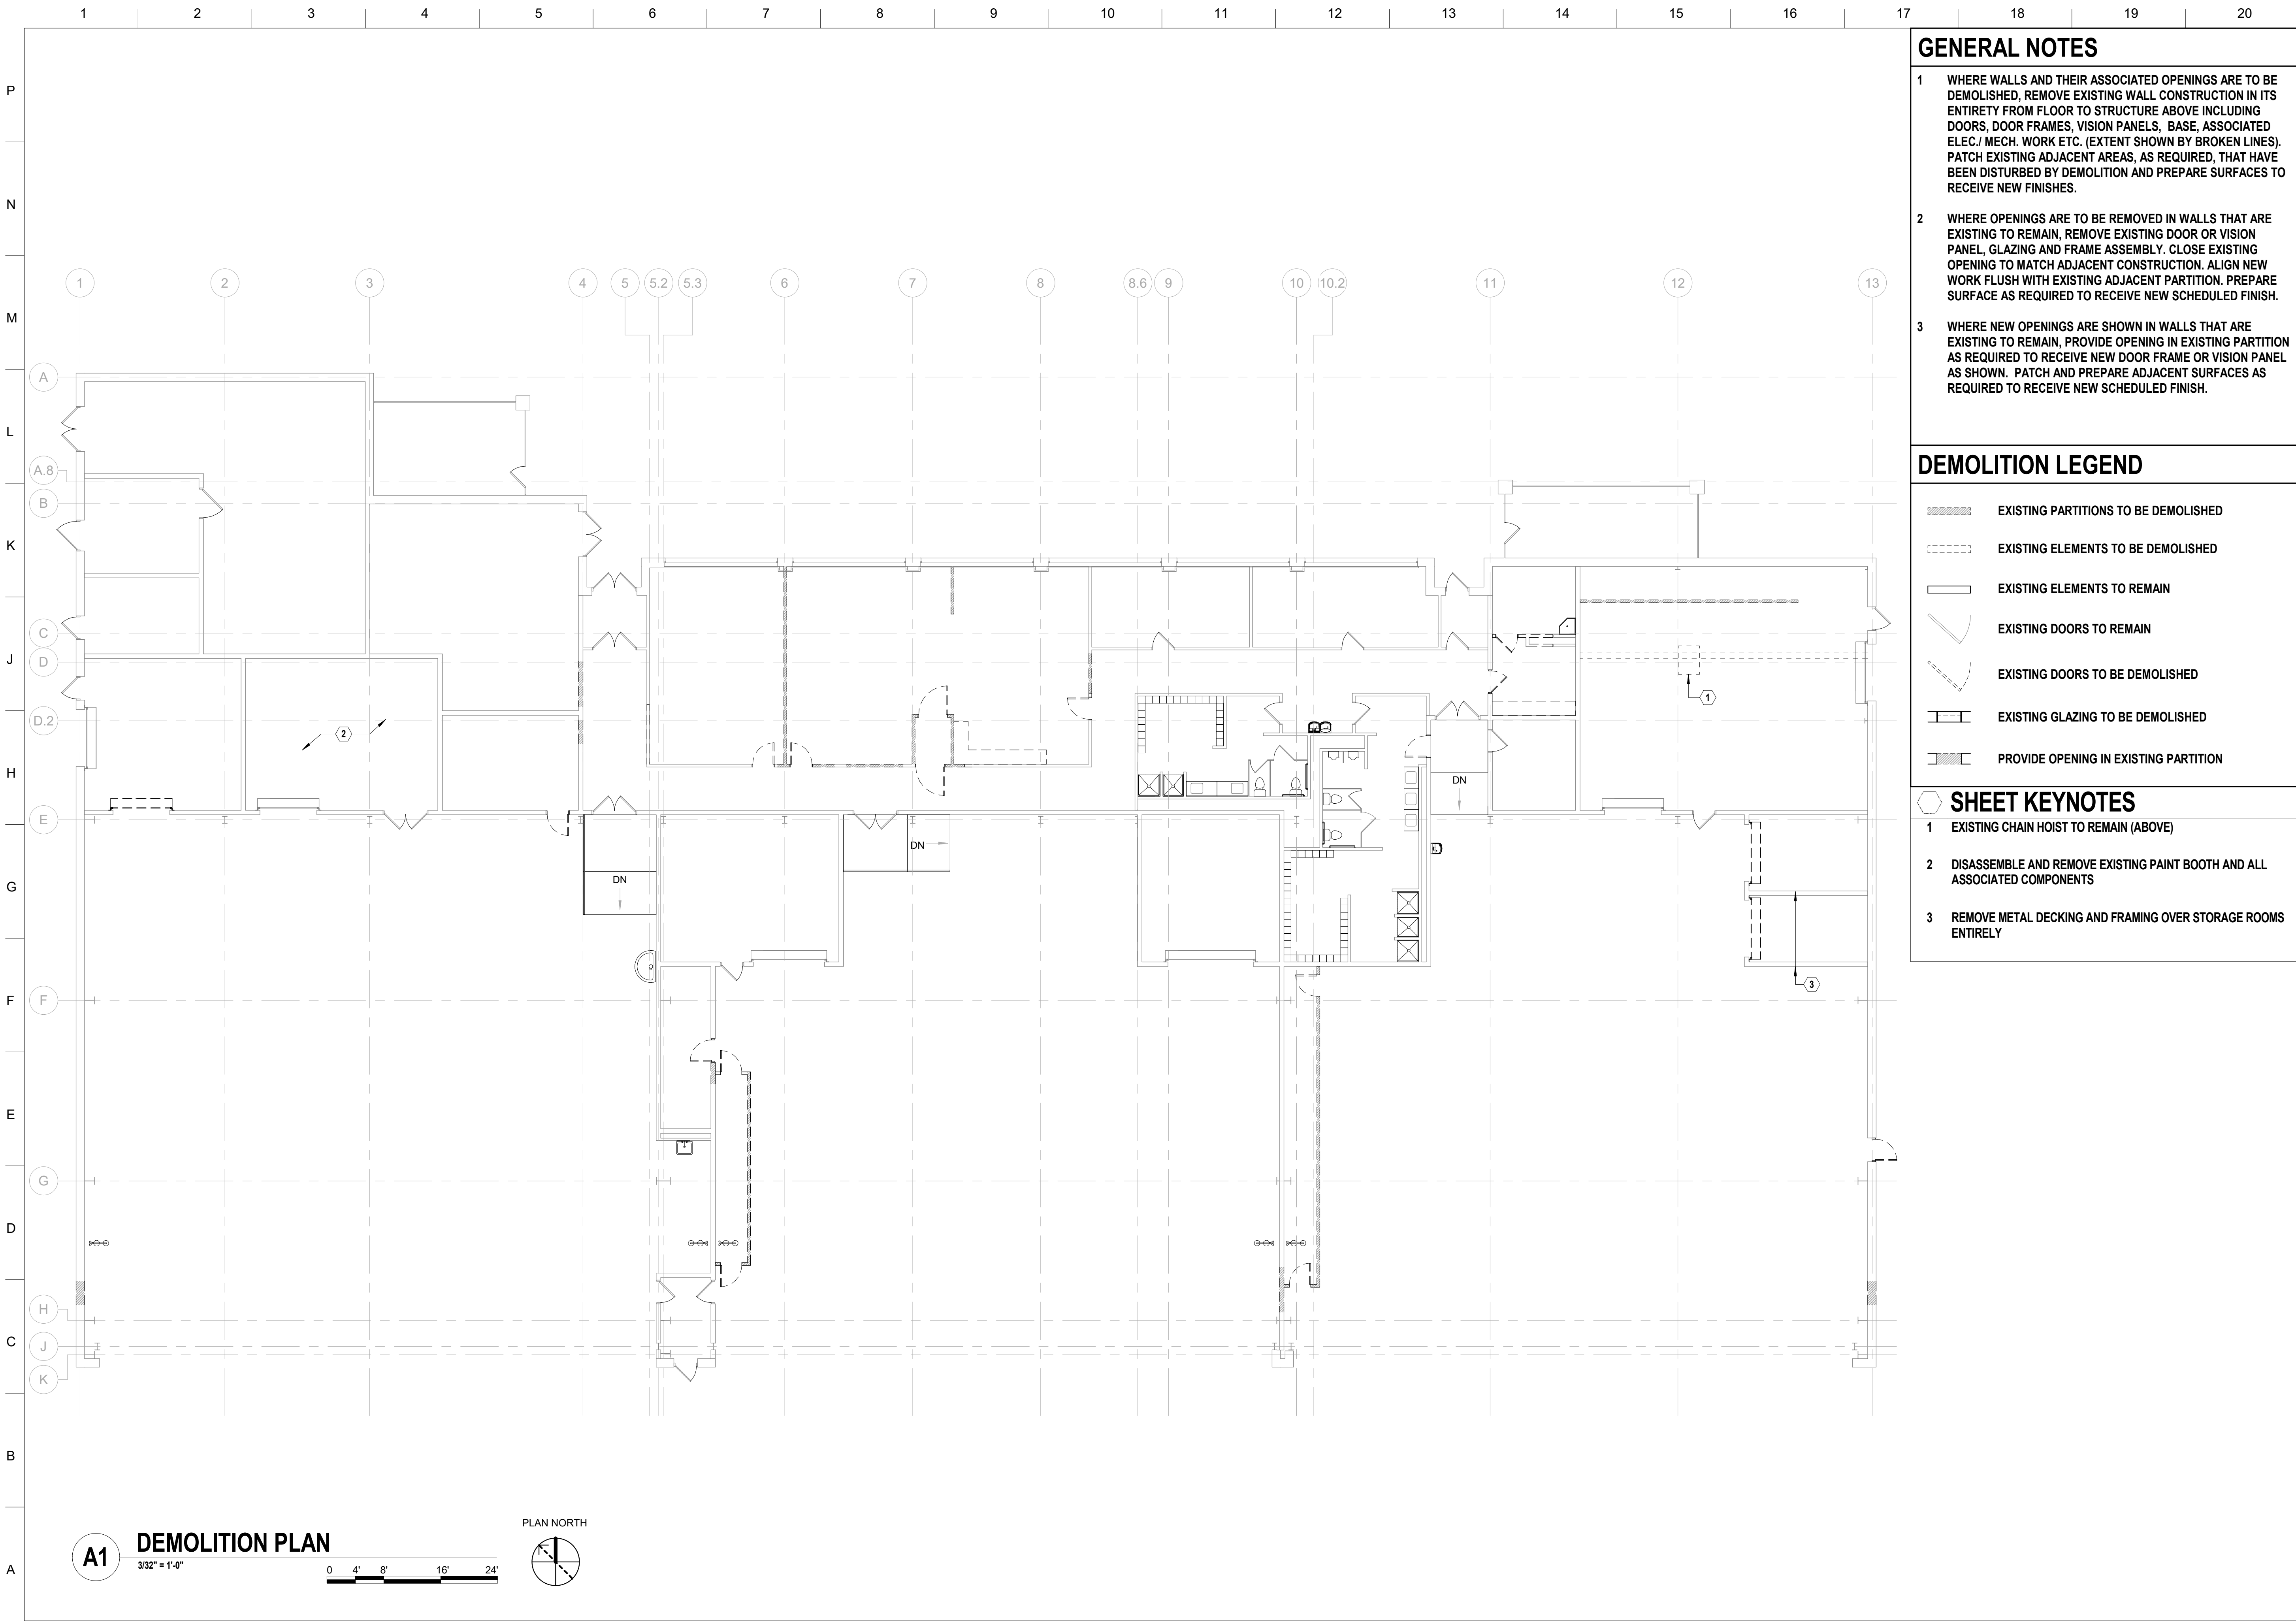 1 2 3 4 5 6 7 8 9 10 11 12 13 14 15 16 17 18 19 20
P
N
M
L
K
J
H
G
F
E
D
C
B
A
1 2 3 4 5 5.2 5.3 6 7 8 8.6 9 10 10.2 11 12 13
A
A.8
B
C
D
D.2
E
F
G
H
J
K
1
2
DN
DN
DN
3
GENERAL NOTES
1 WHERE WALLS AND THEIR ASSOCIATED OPENINGS ARE TO BE
DEMOLISHED, REMOVE EXISTING WALL CONSTRUCTION IN ITS
ENTIRETY FROM FLOOR TO STRUCTURE ABOVE INCLUDING
DOORS, DOOR FRAMES, VISION PANELS, BASE, ASSOCIATED
ELEC./ MECH. WORK ETC. (EXTENT SHOWN BY BROKEN LINES).
PATCH EXISTING ADJACENT AREAS, AS REQUIRED, THAT HAVE
BEEN DISTURBED BY DEMOLITION AND PREPARE SURFACES TO
RECEIVE NEW FINISHES.
2 WHERE OPENINGS ARE TO BE REMOVED IN WALLS THAT ARE
EXISTING TO REMAIN, REMOVE EXISTING DOOR OR VISION
PANEL, GLAZING AND FRAME ASSEMBLY. CLOSE EXISTING
OPENING TO MATCH ADJACENT CONSTRUCTION. ALIGN NEW
WORK FLUSH WITH EXISTING ADJACENT PARTITION. PREPARE
SURFACE AS REQUIRED TO RECEIVE NEW SCHEDULED FINISH.
3 WHERE NEW OPENINGS ARE SHOWN IN WALLS THAT ARE
EXISTING TO REMAIN, PROVIDE OPENING IN EXISTING PARTITION
AS REQUIRED TO RECEIVE NEW DOOR FRAME OR VISION PANEL
AS SHOWN. PATCH AND PREPARE ADJACENT SURFACES AS
REQUIRED TO RECEIVE NEW SCHEDULED FINISH.
DEMOLITION LEGEND
EXISTING PARTITIONS TO BE DEMOLISHED
EXISTING ELEMENTS TO BE DEMOLISHED
EXISTING ELEMENTS TO REMAIN
EXISTING DOORS TO REMAIN
EXISTING DOORS TO BE DEMOLISHED
EXISTING GLAZING TO BE DEMOLISHED
PROVIDE OPENING IN EXISTING PARTITION
SHEET KEYNOTES
1 EXISTING CHAIN HOIST TO REMAIN (ABOVE)
2 DISASSEMBLE AND REMOVE EXISTING PAINT BOOTH AND ALL
ASSOCIATED COMPONENTS
3 REMOVE METAL DECKING AND FRAMING OVER STORAGE ROOMS
ENTIRELY
A1 DEMOLITION PLAN
3/32" = 1'-0"
0 4' 8' 16' 24'
PLAN NORTH